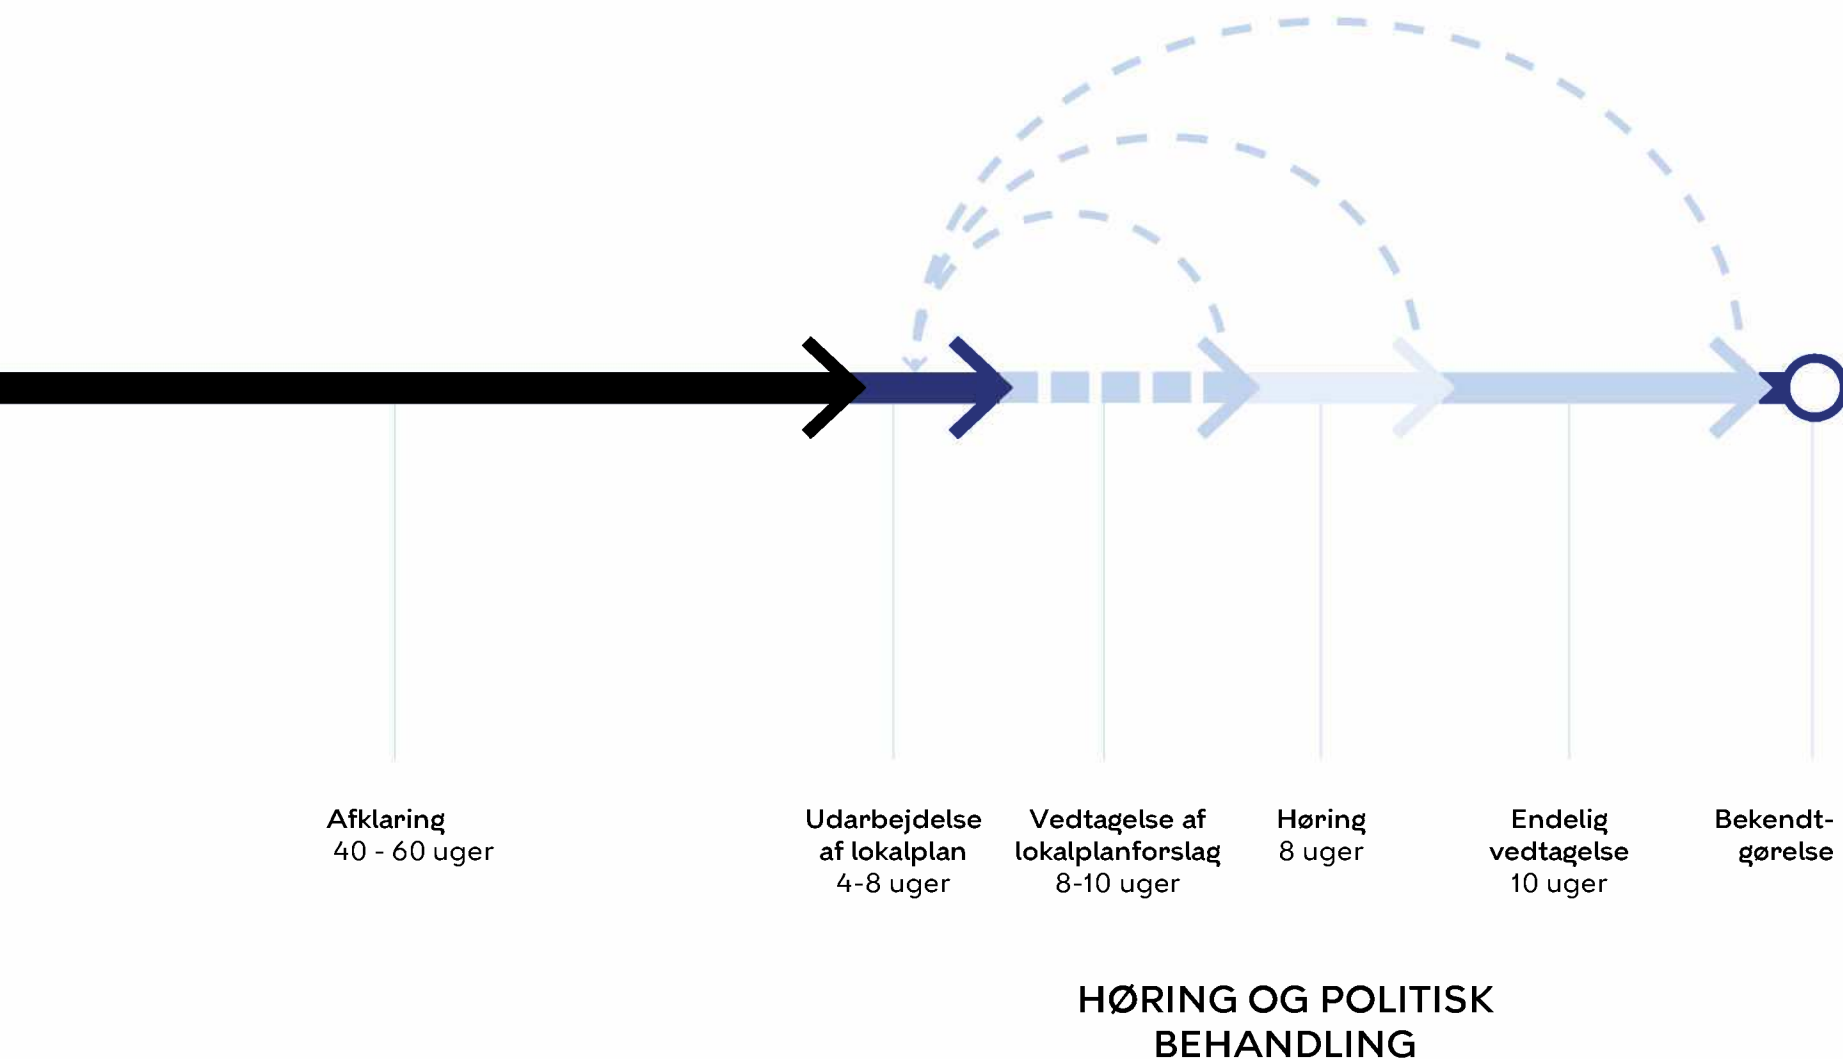 Afklaring
40 - 60 uger
Udarbejdelse
af lokalplan
4-8 uger
Vedtagelse af
lokalplanforslag
8-10 uger
Høring
8 uger
Endelig
vedtagelse
10 uger
Bekendt-
gørelse
HØRING OG POLITISK
BEHANDLING